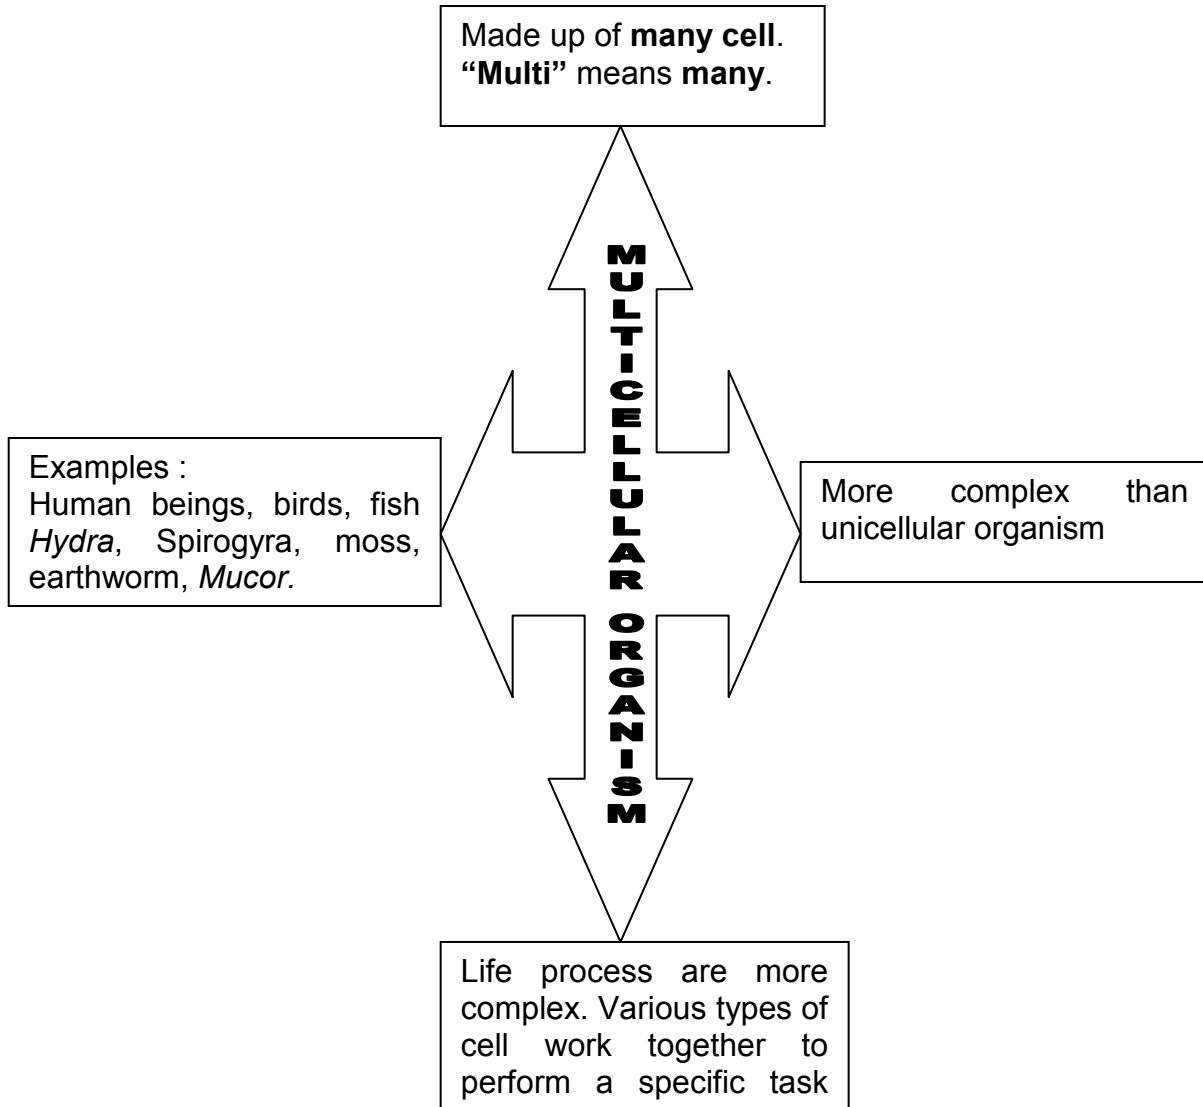 Made up of many cell.
“Multi” means many.
MULTICELLULAR ORGANISM
Examples :
Human beings, birds, fish
Hydra, Spirogyra, moss,
earthworm, Mucor.
More complex than
unicellular organism
Life process are more
complex. Various types of
cell work together to
perform a specific task